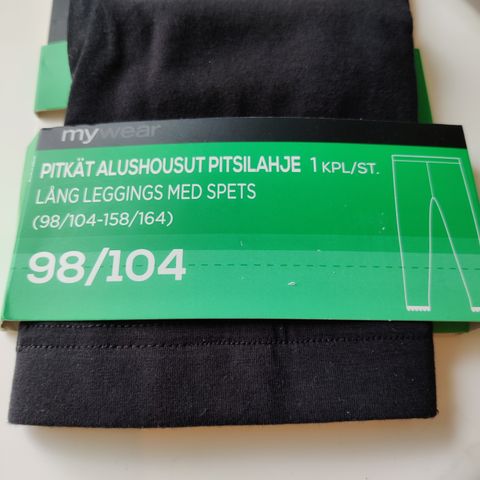 mywear
PITKÄT ALUSHOUSUT PITSILAHJE 1 KPL/ST.
LÅNG LEGGINGS MED SPETS
(98/104-158/164)
98/104